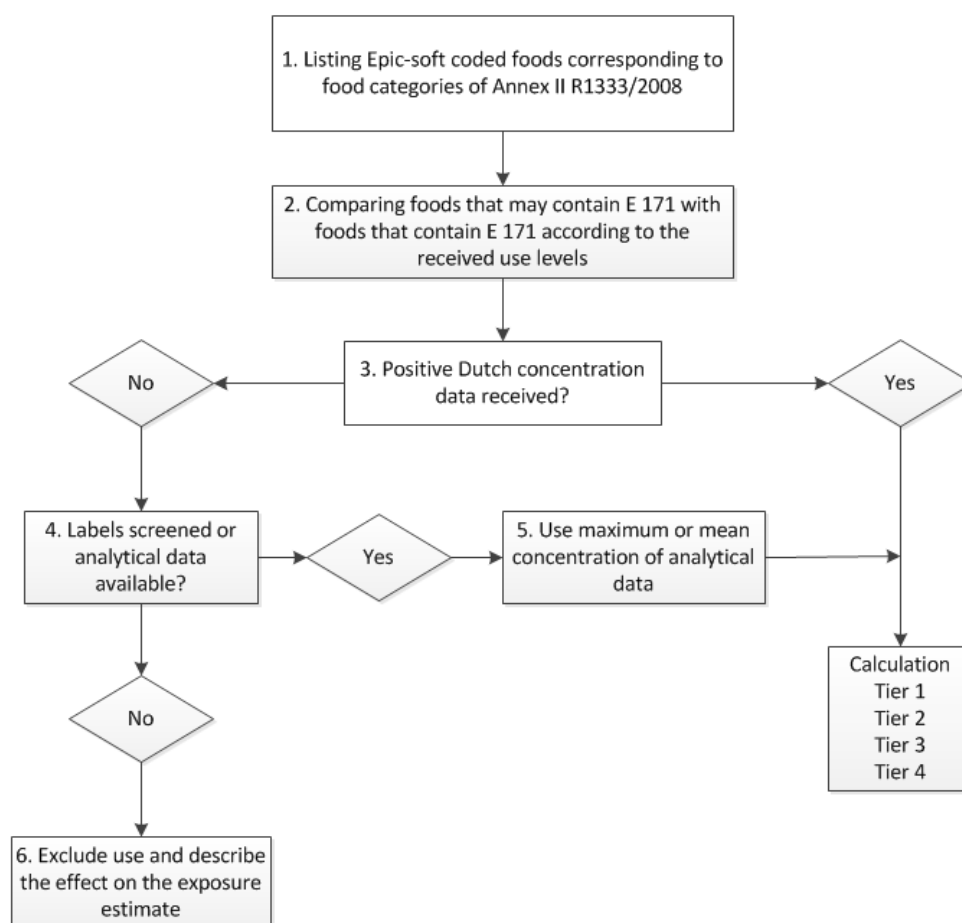 1. Listing Epic-soft coded foods corresponding to
food categories of Annex II R1333/2008
2. Comparing foods that may contain E 171 with
foods that contain E 171 according to the
received use levels
3. Positive Dutch concentration
data received?
No
Yes
4. Labels screened or
analytical data
available?
Yes
5. Use maximum or mean
concentration of analytical
data
No
Calculation
Tier 1
Tier 2
Tier 3
Tier 4
6. Exclude use and describe
the effect on the exposure
estimate